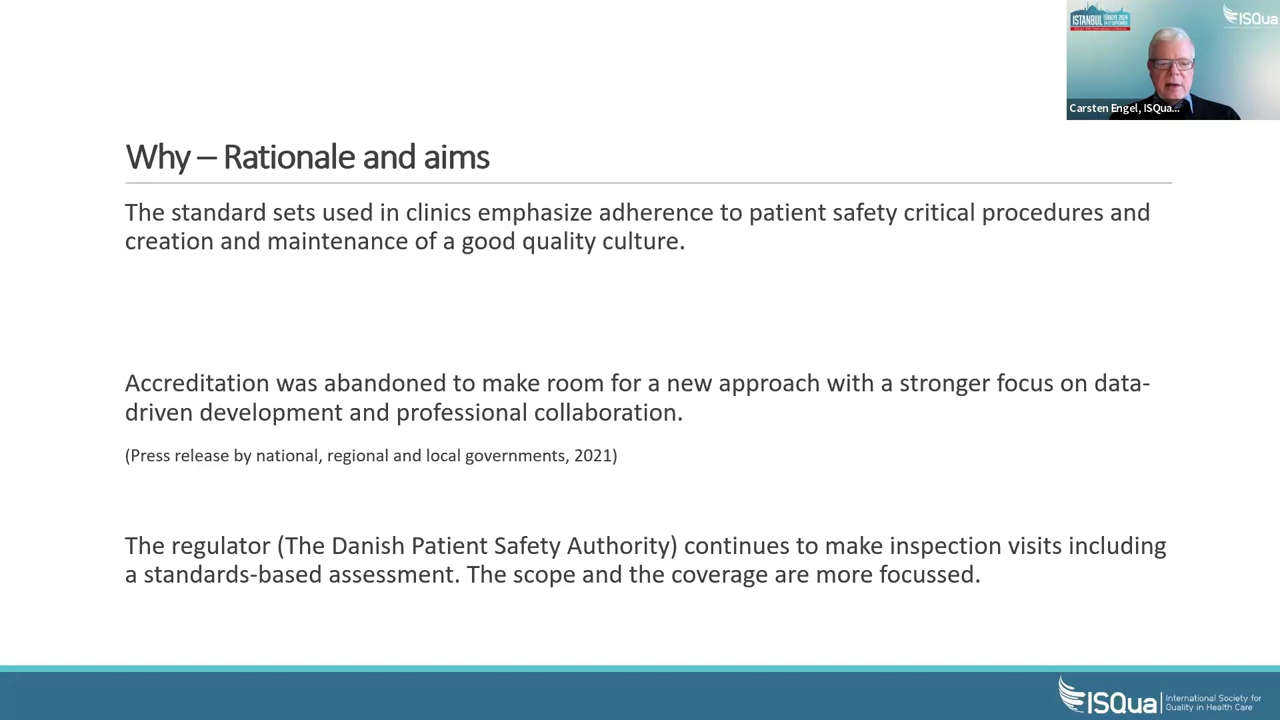 ISTANBUL
ISQua
Carsten Engel, ISQua...
Why – Rationale and aims
The standard sets used in clinics emphasize adherence to patient safety critical procedures and
creation and maintenance of a good quality culture.
Accreditation was abandoned to make room for a new approach with a stronger focus on data-
driven development and professional collaboration.
(Press release by national, regional and local governments, 2021)
The regulator (The Danish Patient Safety Authority) continues to make inspection visits including
a standards-based assessment. The scope and the coverage are more focussed.
ISQua
International Society for
Quality in Health Care